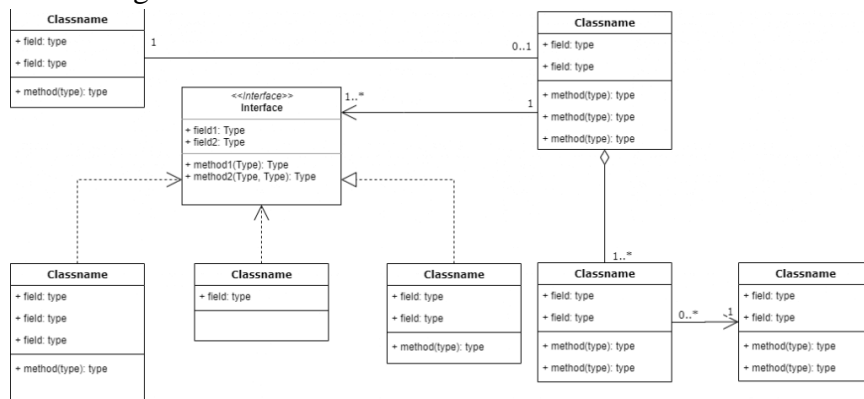 Classname
+ field: type
+ field: type
+ method(type): type
1
0..1
Classname
+ field: type
+ field: type
+ method(type): type
+ method(type): type
+ method(type): type
<<interface>>
Interface
+ field1: Type
+ field2: Type
+ method1(Type): Type
+ method2(Type, Type): Type
1..*
1
Classname
+ field: type
+ field: type
+ field: type
+ method(type): type
Classname
+ field: type
Classname
+ field: type
+ field: type
+ method(type): type
1..*
Classname
+ field: type
+ field: type
+ method(type): type
+ method(type): type
0..*
1
Classname
+ field: type
+ field: type
+ method(type): type
+ method(type): type